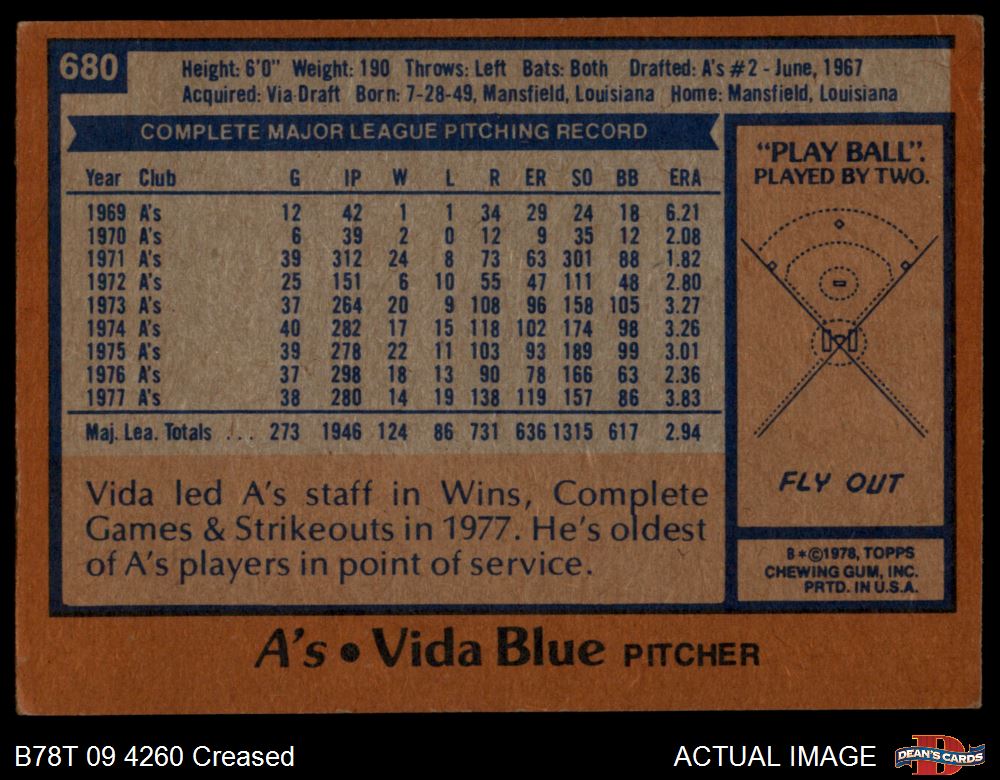 680
Height: 6'0" Weight: 190 Throws: Left Bats: Both Drafted: A's #2 - June, 1967
Acquired: Via Draft Born: 7-28-49, Mansfield, Louisiana Home: Mansfield, Louisiana
COMPLETE MAJOR LEAGUE PITCHING RECORD
Year Club G IP W L R ER SO BB ERA
1969 A's 12 42 1 1 34 29 24 18 6.21
1970 A's 6 39 2 0 12 9 35 12 2.08
1971 A's 39 312 24 8 73 63 301 88 1.82
1972 A's 25 151 6 10 55 47 111 48 2.80
1973 A's 37 264 20 9 108 96 158 105 3.27
1974 A's 40 282 17 15 118 102 174 98 3.26
1975 A's 39 278 22 11 103 93 189 99 3.01
1976 A's 37 298 18 13 90 78 166 63 2.36
1977 A's 38 280 14 19 138 119 157 86 3.83
Maj. Lea. Totals ... 273 1946 124 86 731 636 1315 617 2.94
Vida led A's staff in Wins, Complete
Games & Strikeouts in 1977. He's oldest
of A's players in point of service.
"PLAY BALL".
PLAYED BY TWO.
FLY OUT
8*©1978, TOPPS
CHEWING GUM, INC.
PRTD. IN U.S.A.
A's • Vida Blue PITCHER
B78T 09 4260 Creased
ACTUAL IMAGE
DEAN'S CARDS